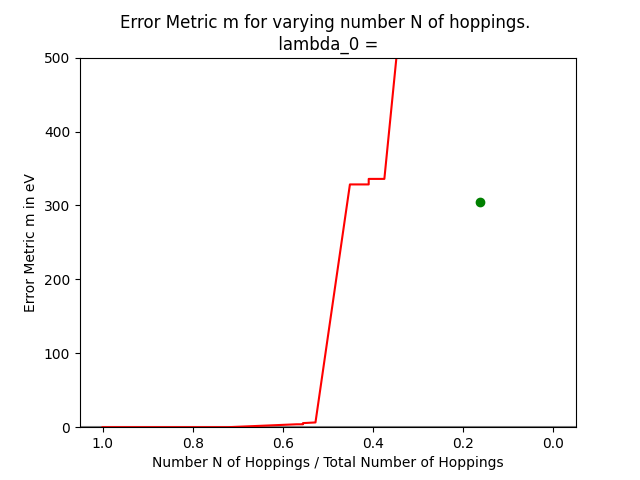 Error Metric m for varying number N of hoppings.
lambda_0 =
500
400
300
200
100
0
Error Metric m in eV
1.0 0.8 0.6 0.4 0.2 0.0
Number N of Hoppings / Total Number of Hoppings